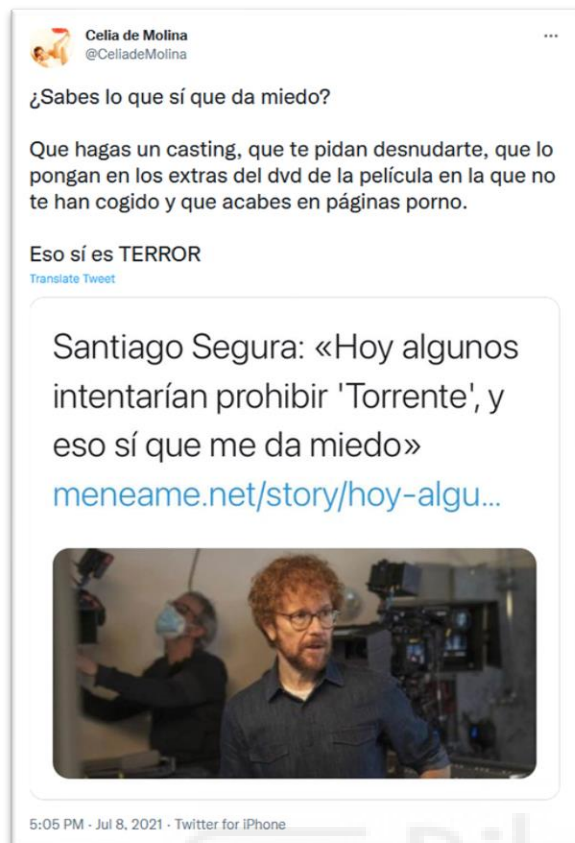 Celia de Molina
@CeliadeMolina
¿Sabes lo que sí que da miedo?
Que hagas un casting, que te pidan desnudarte, que lo
pongan en los extras del dvd de la película en la que no
te han cogido y que acabes en páginas porno.
Eso sí es TERROR
Translate Tweet
Santiago Segura: «Hoy algunos
intentarían prohibir 'Torrente', y
eso sí que me da miedo»
meneame.net/story/hoy-algu...
5:05 PM · Jul 8, 2021 · Twitter for iPhone